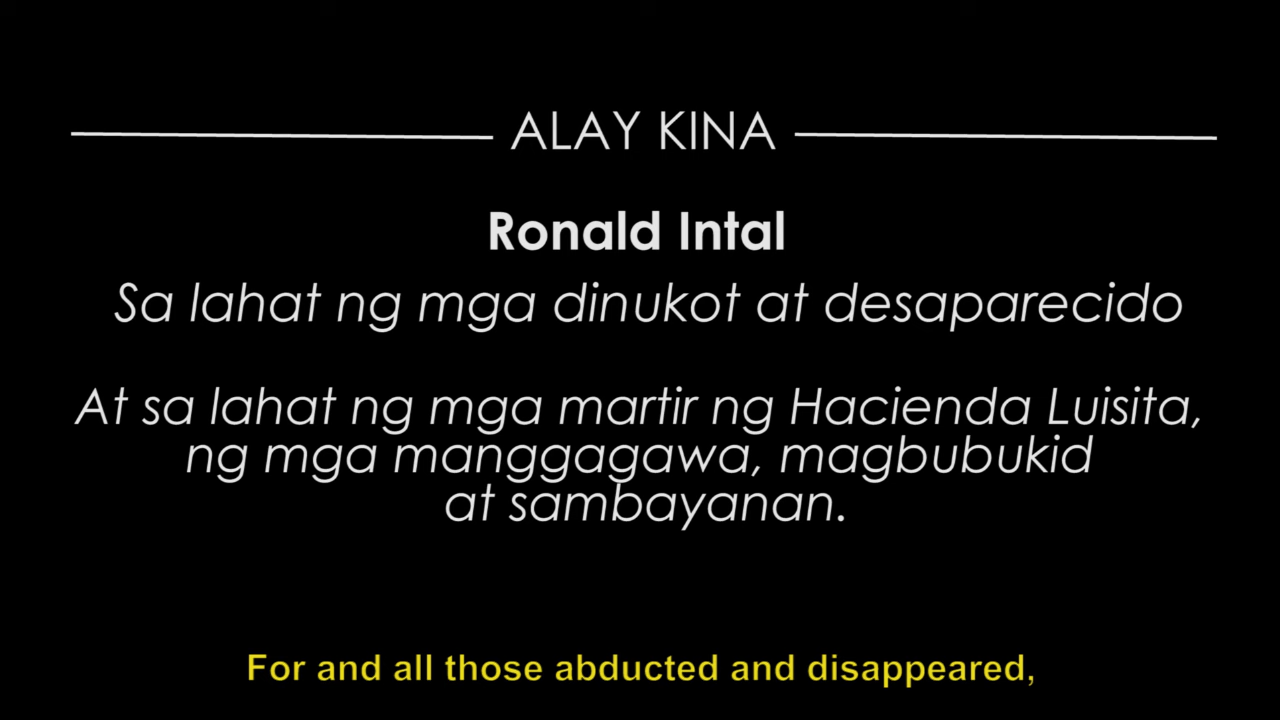 ALAY KINA
Ronald Intal
Sa lahat ng mga dinukot at desaparecido
At sa lahat ng mga martir ng Hacienda Luisita,
ng mga manggagawa, magbubukid
at sambayanan.
For and all those abducted and disappeared,